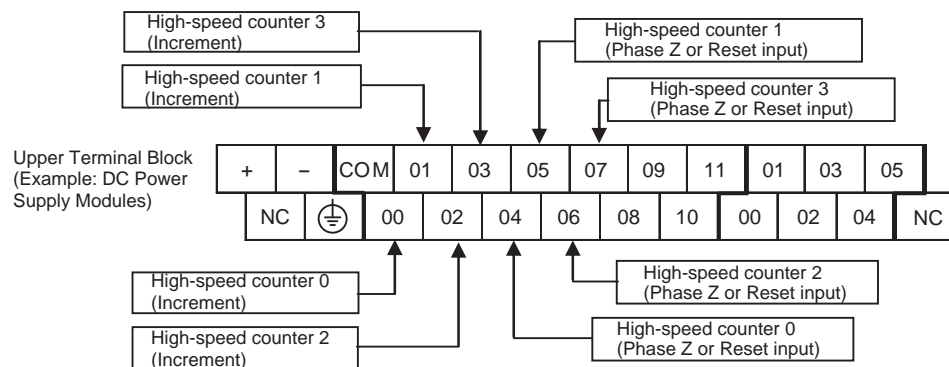 High-speed counter 3
(Increment)
High-speed counter 1
(Phase Z or Reset input)
High-speed counter 1
(Increment)
High-speed counter 3
(Phase Z or Reset input)
Upper Terminal Block
(Example: DC Power
Supply Modules)
+ − COM 01 03 05 07 09 11 01 03 05
NC 00 02 04 06 08 10 00 02 04 NC
High-speed counter 0
(Increment)
High-speed counter 2
(Phase Z or Reset input)
High-speed counter 2
(Increment)
High-speed counter 0
(Phase Z or Reset input)